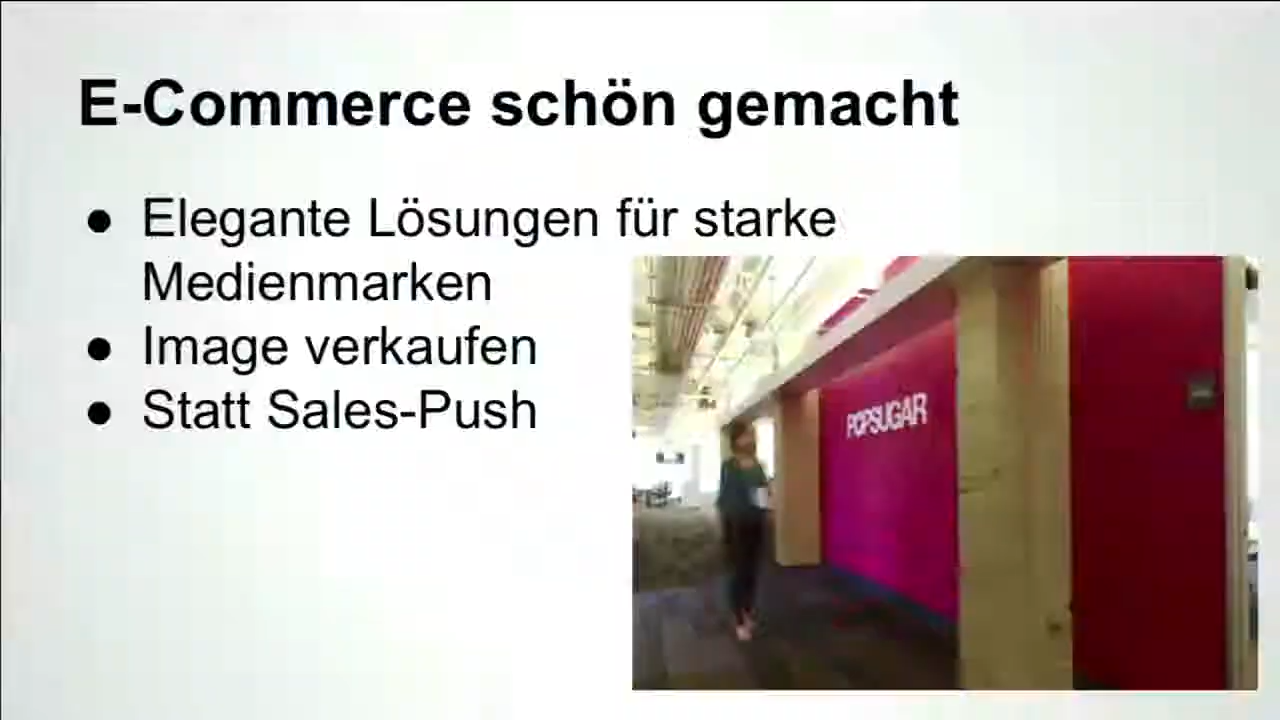 E-Commerce schön gemacht
● Elegante Lösungen für starke
Medienmarken
● Image verkaufen
● Statt Sales-Push
POPSUGAR